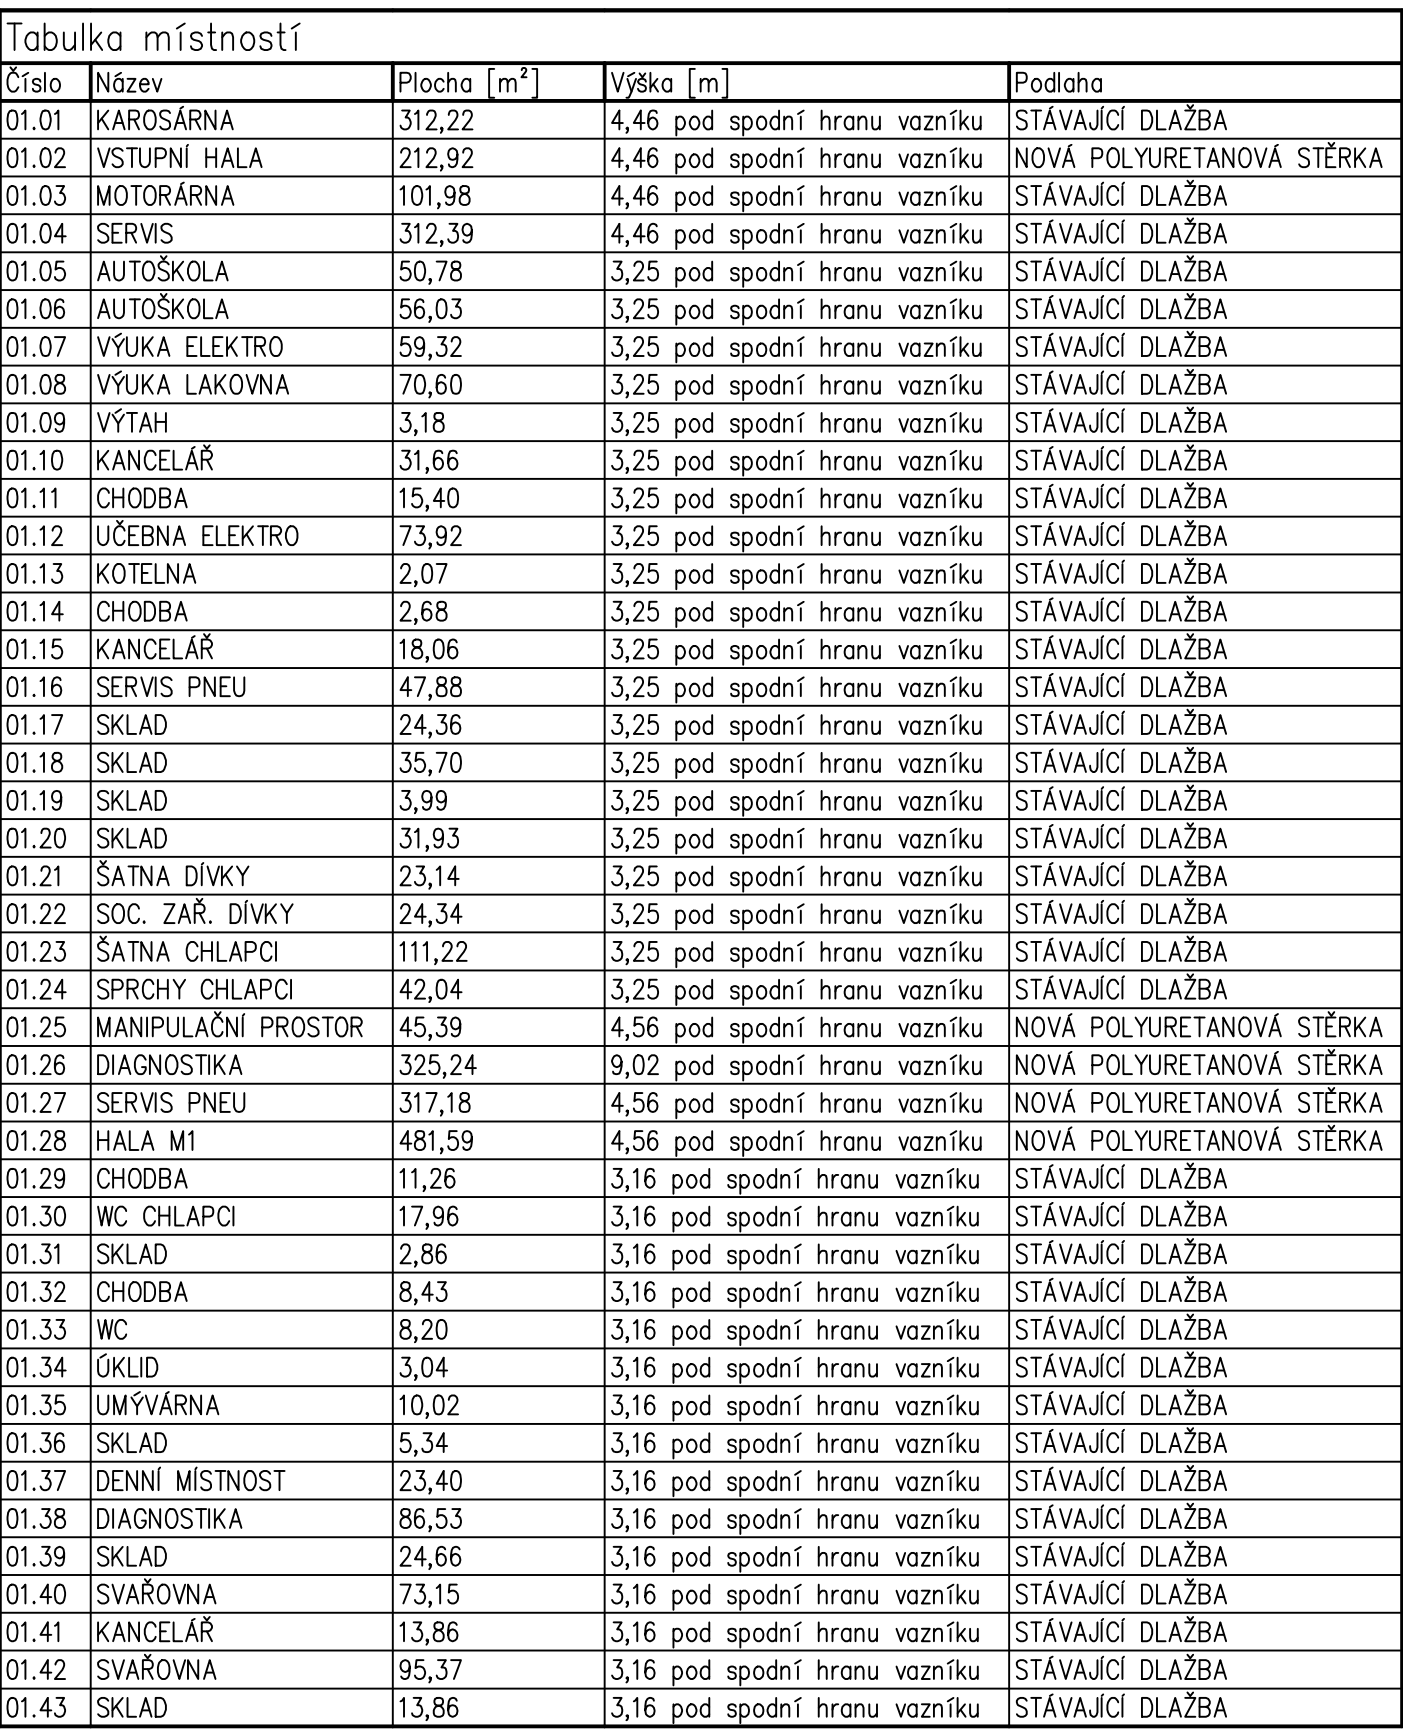 Tabulka místností
Číslo Název Plocha [m²] Výška [m] Podlaha
01.01 KAROSÁRNA 312,22 4,46 pod spodní hranu vazníku STÁVAJÍCÍ DLAŽBA
01.02 VSTUPNÍ HALA 212,92 4,46 pod spodní hranu vazníku NOVÁ POLYURETANOVÁ STĚRKA
01.03 MOTORÁRNA 101,98 4,46 pod spodní hranu vazníku STÁVAJÍCÍ DLAŽBA
01.04 SERVIS 312,39 4,46 pod spodní hranu vazníku STÁVAJÍCÍ DLAŽBA
01.05 AUTOŠKOLA 50,78 3,25 pod spodní hranu vazníku STÁVAJÍCÍ DLAŽBA
01.06 AUTOŠKOLA 56,03 3,25 pod spodní hranu vazníku STÁVAJÍCÍ DLAŽBA
01.07 VÝUKA ELEKTRO 59,32 3,25 pod spodní hranu vazníku STÁVAJÍCÍ DLAŽBA
01.08 VÝUKA LAKOVNA 70,60 3,25 pod spodní hranu vazníku STÁVAJÍCÍ DLAŽBA
01.09 VÝTAH 3,18 3,25 pod spodní hranu vazníku STÁVAJÍCÍ DLAŽBA
01.10 KANCELÁŘ 31,66 3,25 pod spodní hranu vazníku STÁVAJÍCÍ DLAŽBA
01.11 CHODBA 15,40 3,25 pod spodní hranu vazníku STÁVAJÍCÍ DLAŽBA
01.12 UČEBNA ELEKTRO 73,92 3,25 pod spodní hranu vazníku STÁVAJÍCÍ DLAŽBA
01.13 KOTELNA 2,07 3,25 pod spodní hranu vazníku STÁVAJÍCÍ DLAŽBA
01.14 CHODBA 2,68 3,25 pod spodní hranu vazníku STÁVAJÍCÍ DLAŽBA
01.15 KANCELÁŘ 18,06 3,25 pod spodní hranu vazníku STÁVAJÍCÍ DLAŽBA
01.16 SERVIS PNEU 47,88 3,25 pod spodní hranu vazníku STÁVAJÍCÍ DLAŽBA
01.17 SKLAD 24,36 3,25 pod spodní hranu vazníku STÁVAJÍCÍ DLAŽBA
01.18 SKLAD 35,70 3,25 pod spodní hranu vazníku STÁVAJÍCÍ DLAŽBA
01.19 SKLAD 3,99 3,25 pod spodní hranu vazníku STÁVAJÍCÍ DLAŽBA
01.20 SKLAD 31,93 3,25 pod spodní hranu vazníku STÁVAJÍCÍ DLAŽBA
01.21 ŠATNA DÍVKY 23,14 3,25 pod spodní hranu vazníku STÁVAJÍCÍ DLAŽBA
01.22 SOC. ZAŘ. DÍVKY 24,34 3,25 pod spodní hranu vazníku STÁVAJÍCÍ DLAŽBA
01.23 ŠATNA CHLAPCI 111,22 3,25 pod spodní hranu vazníku STÁVAJÍCÍ DLAŽBA
01.24 SPRCHY CHLAPCI 42,04 3,25 pod spodní hranu vazníku STÁVAJÍCÍ DLAŽBA
01.25 MANIPULAČNÍ PROSTOR 45,39 4,56 pod spodní hranu vazníku NOVÁ POLYURETANOVÁ STĚRKA
01.26 DIAGNOSTIKA 325,24 9,02 pod spodní hranu vazníku NOVÁ POLYURETANOVÁ STĚRKA
01.27 SERVIS PNEU 317,18 4,56 pod spodní hranu vazníku NOVÁ POLYURETANOVÁ STĚRKA
01.28 HALA M1 481,59 4,56 pod spodní hranu vazníku NOVÁ POLYURETANOVÁ STĚRKA
01.29 CHODBA 11,26 3,16 pod spodní hranu vazníku STÁVAJÍCÍ DLAŽBA
01.30 WC CHLAPCI 17,96 3,16 pod spodní hranu vazníku STÁVAJÍCÍ DLAŽBA
01.31 SKLAD 2,86 3,16 pod spodní hranu vazníku STÁVAJÍCÍ DLAŽBA
01.32 CHODBA 8,43 3,16 pod spodní hranu vazníku STÁVAJÍCÍ DLAŽBA
01.33 WC 8,20 3,16 pod spodní hranu vazníku STÁVAJÍCÍ DLAŽBA
01.34 ÚKLID 3,04 3,16 pod spodní hranu vazníku STÁVAJÍCÍ DLAŽBA
01.35 UMÝVÁRNA 10,02 3,16 pod spodní hranu vazníku STÁVAJÍCÍ DLAŽBA
01.36 SKLAD 5,34 3,16 pod spodní hranu vazníku STÁVAJÍCÍ DLAŽBA
01.37 DENNÍ MÍSTNOST 23,40 3,16 pod spodní hranu vazníku STÁVAJÍCÍ DLAŽBA
01.38 DIAGNOSTIKA 86,53 3,16 pod spodní hranu vazníku STÁVAJÍCÍ DLAŽBA
01.39 SKLAD 24,66 3,16 pod spodní hranu vazníku STÁVAJÍCÍ DLAŽBA
01.40 SVAŘOVNA 73,15 3,16 pod spodní hranu vazníku STÁVAJÍCÍ DLAŽBA
01.41 KANCELÁŘ 13,86 3,16 pod spodní hranu vazníku STÁVAJÍCÍ DLAŽBA
01.42 SVAŘOVNA 95,37 3,16 pod spodní hranu vazníku STÁVAJÍCÍ DLAŽBA
01.43 SKLAD 13,86 3,16 pod spodní hranu vazníku STÁVAJÍCÍ DLAŽBA